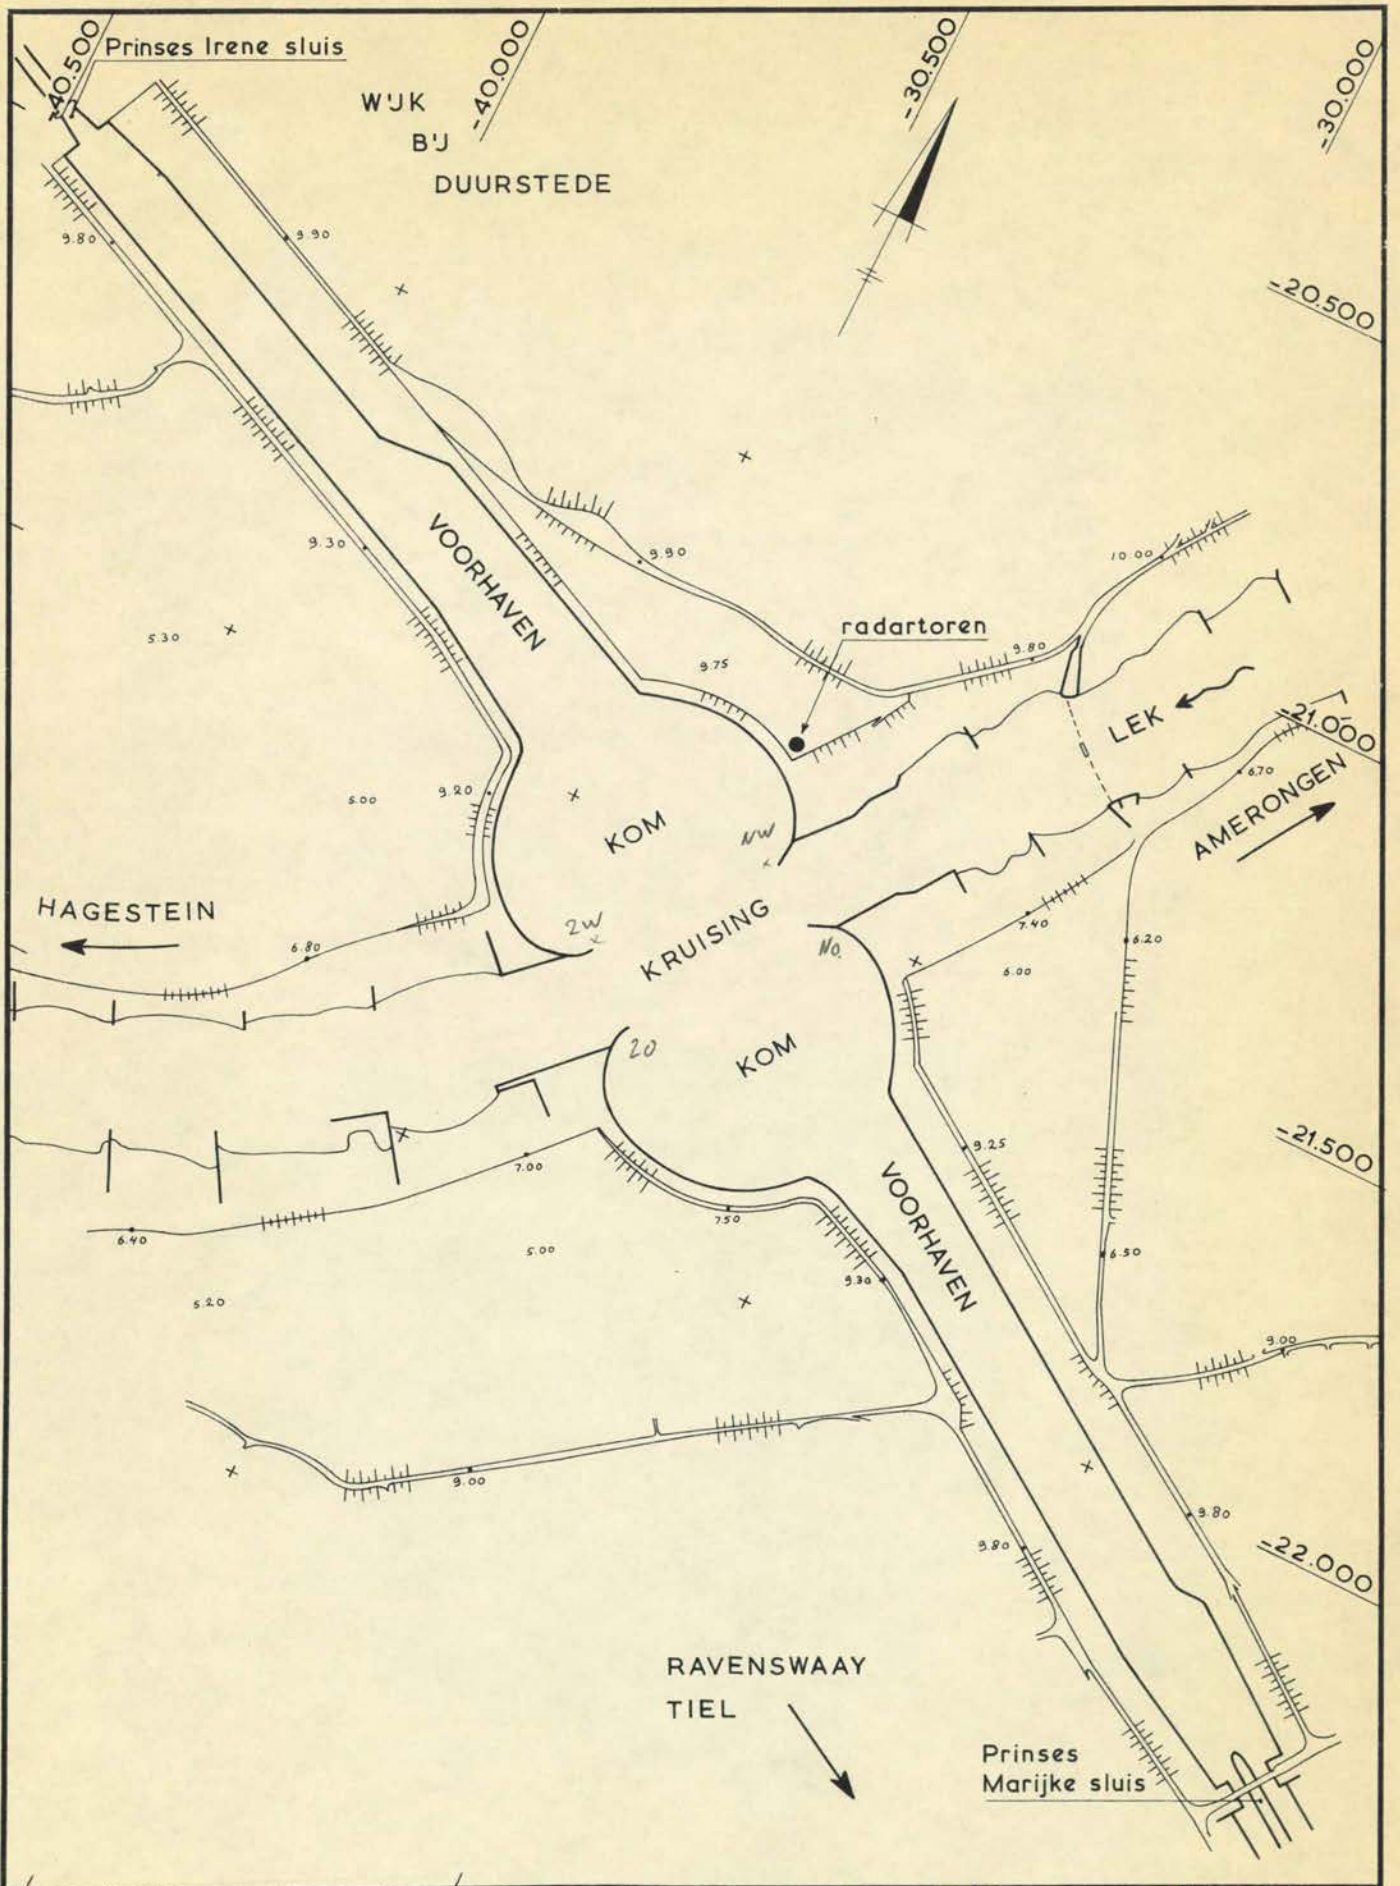 -40.500
Prinses Irene sluis
-40.000
-30.500
-30.000
W'JK
B'J
DUURSTEDE
9.80
9.90
-20.500
9.30
VOORHAVEN
9.90
10.00
5.30
radartoren
9.75
9.80
LEK
-21.000
6.70
AMERONGEN
5.00
9.20
KOM
NW
HAGESTEIN
2W
KRUISING
NO.
7.40
6.20
6.80
6.00
20
KOM
9.25
-21.500
7.00
VOORHAVEN
7.50
6.40
5.00
9.30
6.50
5.20
9.00
9.00
9.80
9.80
-22.000
RAVENSWAAY
TIEL
Prinses
Marijke sluis